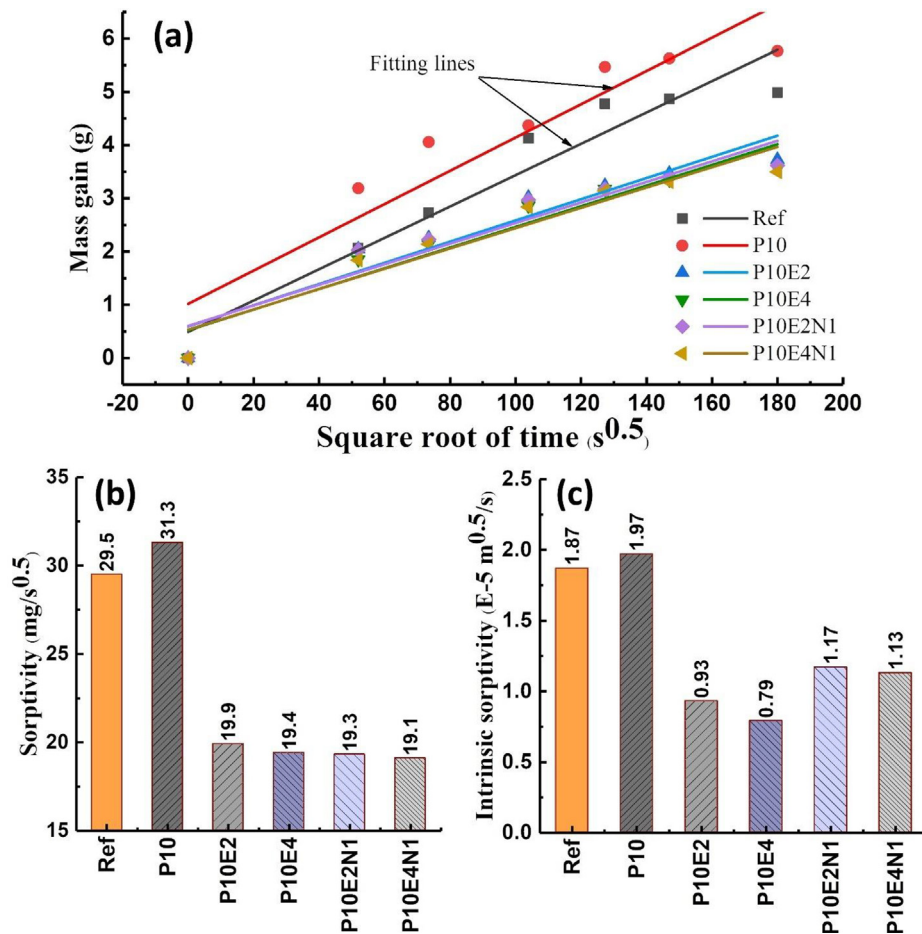 (a)
Fitting lines
Mass gain (g)
6
5
4
3
2
1
0
Ref
P10
P10E2
P10E4
P10E2N1
P10E4N1
-20 0 20 40 60 80 100 120 140 160 180 200
Square root of time (s0.5)
(b)
Sorptivity (mg/s0.5)
35
30
25
20
15
29.5
31.3
19.9
19.4
19.3
19.1
Ref
P10
P10E2
P10E4
P10E2N1
P10E4N1
(c)
Intrinsic sorptivity (E-5 m0.5/s)
2.5
2.0
1.5
1.0
0.5
0.0
1.87
1.97
0.93
0.79
1.17
1.13
Ref
P10
P10E2
P10E4
P10E2N1
P10E4N1